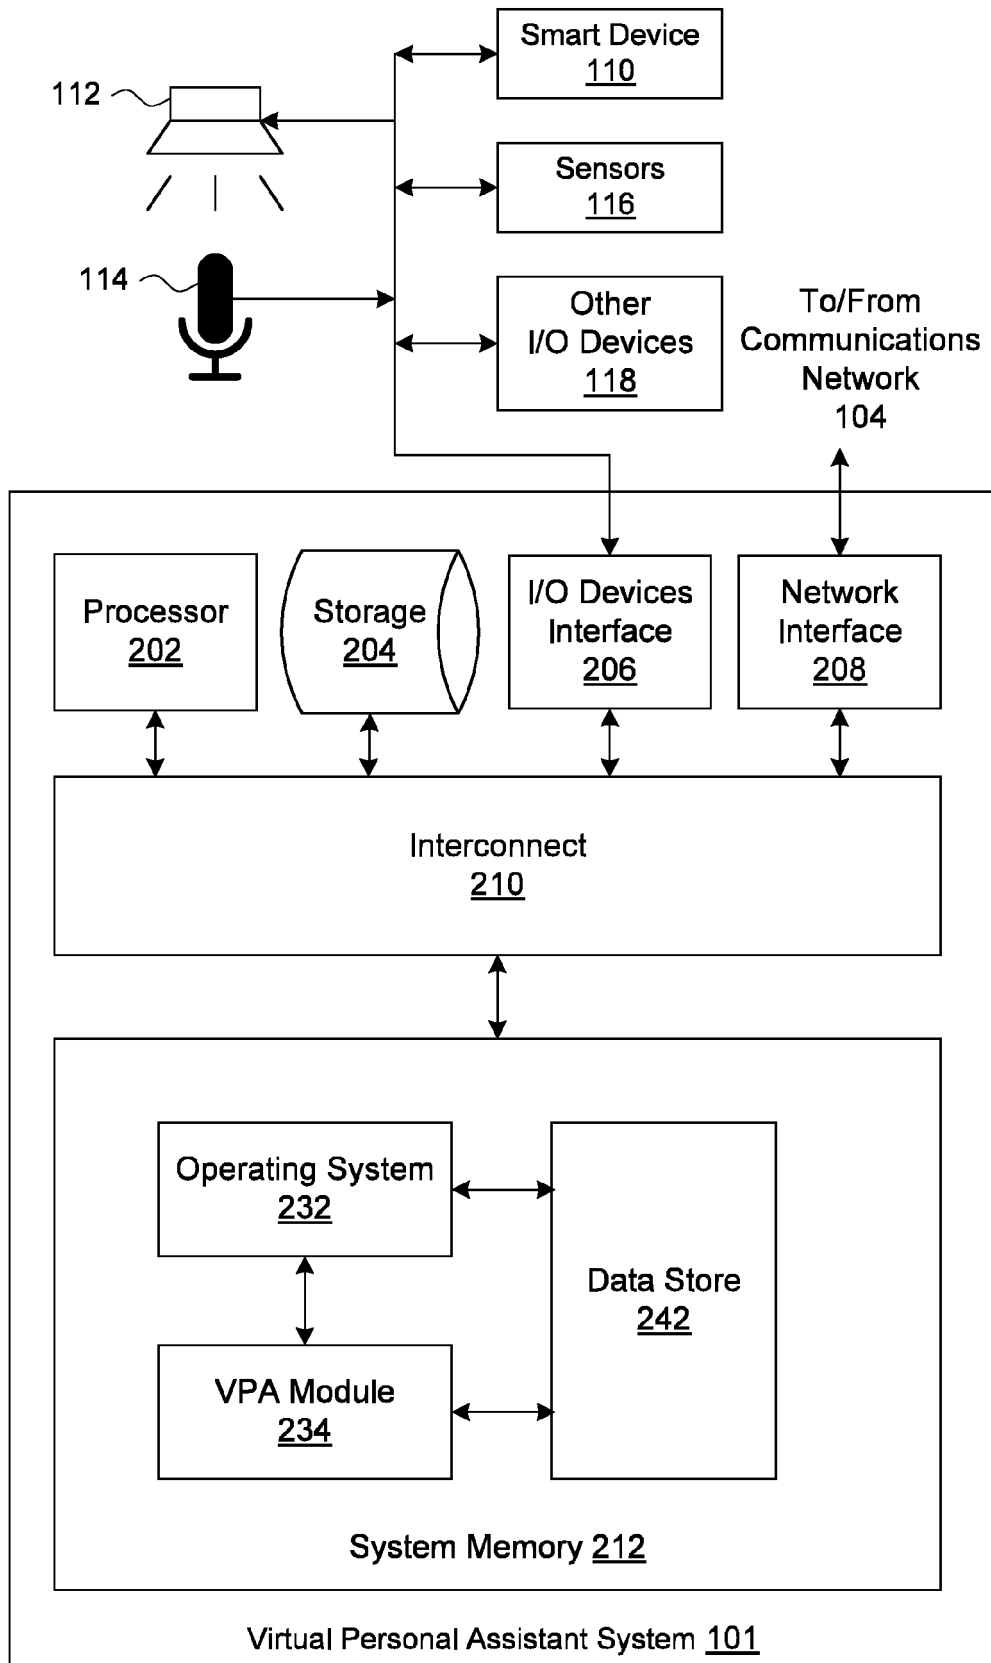 Smart Device
110
112
Sensors
116
114
Other
I/O Devices
118
To/From
Communications
Network
104
Processor
202
Storage
204
I/O Devices
Interface
206
Network
Interface
208
Interconnect
210
Operating System
232
Data Store
242
VPA Module
234
System Memory 212
Virtual Personal Assistant System 101